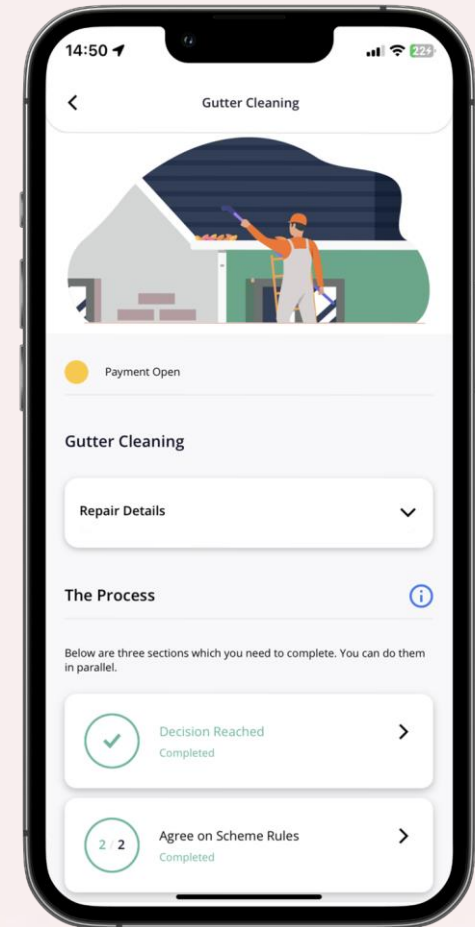 14:50
Gutter Cleaning
Payment Open
Gutter Cleaning
Repair Details
The Process
Below are three sections which you need to complete. You can do them
in parallel.
Decision Reached
Completed
2 / 2
Agree on Scheme Rules
Completed